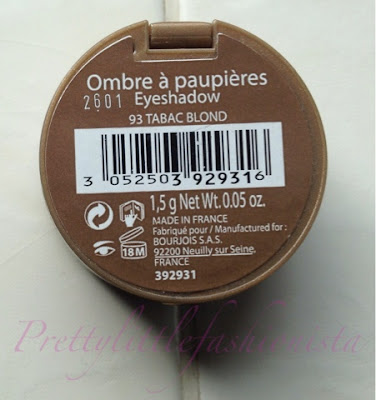 Ombre à paupières
2601 Eyeshadow
93 TABAC BLOND
3 052503 929316
1,5 g Net Wt. 0.05 oz.
MADE IN FRANCE
Fabriqué pour / Manufactured for:
BOURJOIS S.A.S.
92200 Neuilly sur Seine.
FRANCE
18M
392931
Prettylittlefashionista